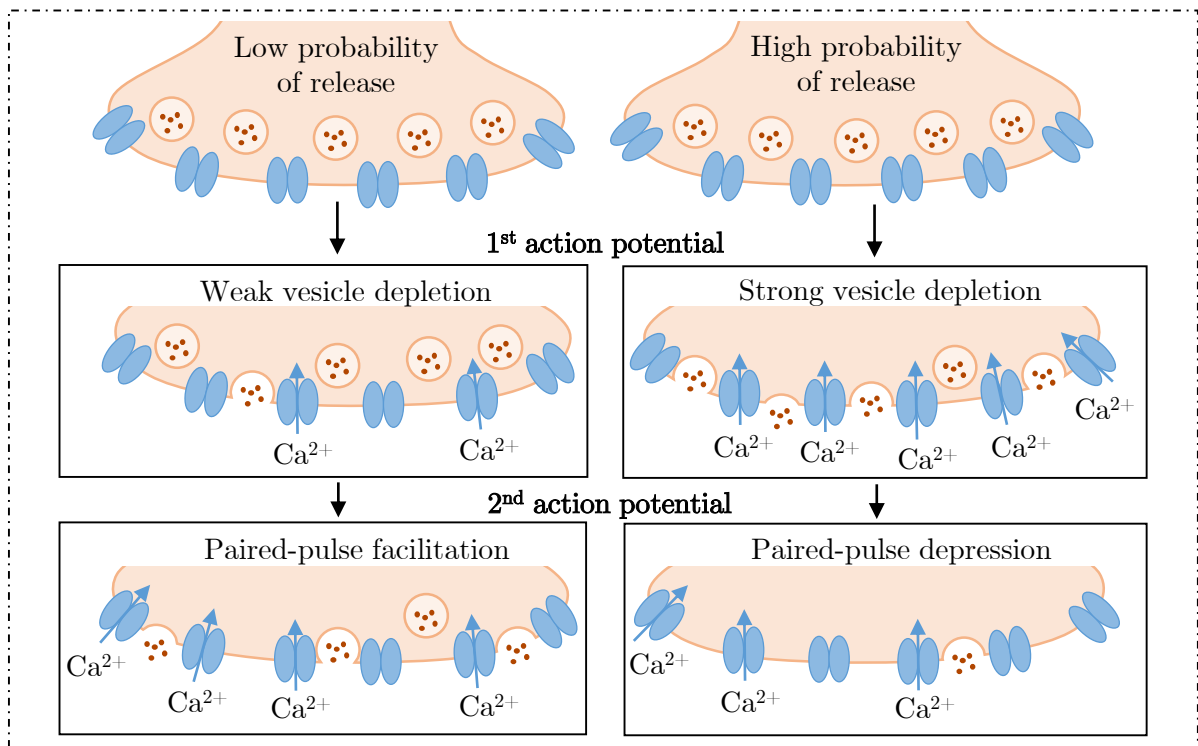 Low probability
of release
High probability
of release
1st action potential
Weak vesicle depletion
Strong vesicle depletion
Ca2+
Ca2+
Ca2+
Ca2+
Ca2+
Ca2+
Ca2+
2nd action potential
Paired-pulse facilitation
Paired-pulse depression
Ca2+
Ca2+
Ca2+
Ca2+
Ca2+
Ca2+
Ca2+